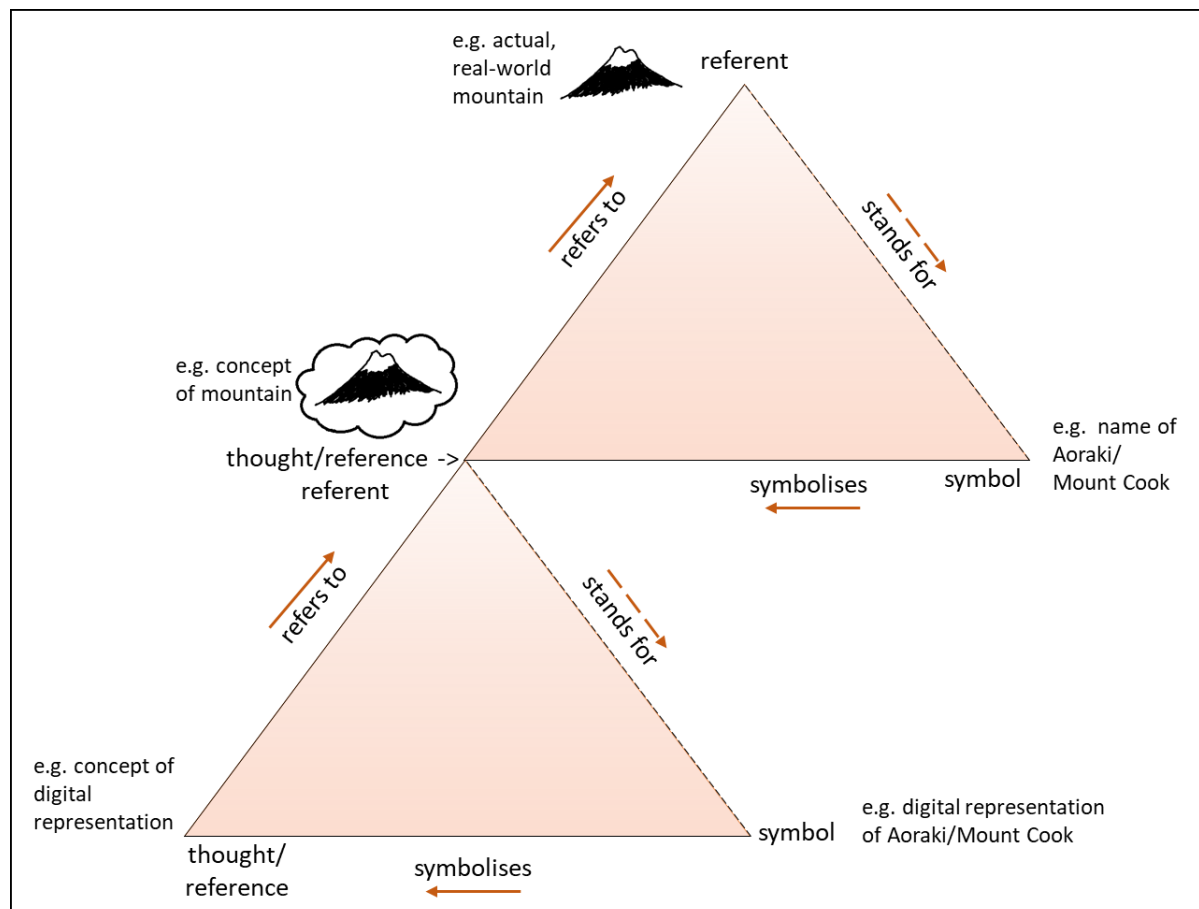 e.g. actual,
real-world
mountain
referent
refers to
stands for
e.g. concept
of mountain
thought/reference ->
referent
e.g. name of
Aoraki/
Mount Cook
symbolises
symbol
refers to
stands for
e.g. concept of
digital
representation
thought/
reference
symbolises
symbol
e.g. digital representation
of Aoraki/Mount Cook